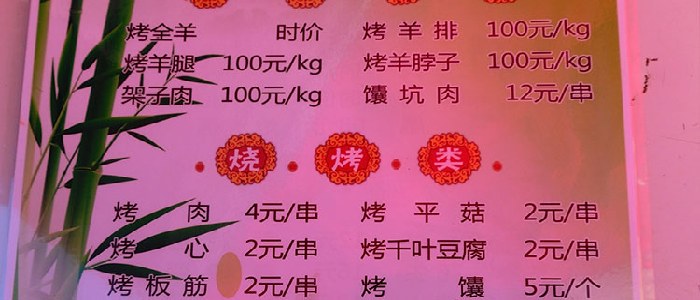 烤全羊 时价 烤羊排 100元/kg
烤羊腿 100元/kg 烤羊脖子 100元/kg
架子肉 100元/kg 馕坑肉 12元/串
烧·烤·类
烤肉 4元/串 烤平菇 2元/串
烤心 2元/串 烤千叶豆腐 2元/串
烤板筋 2元/串 烤馕 5元/个